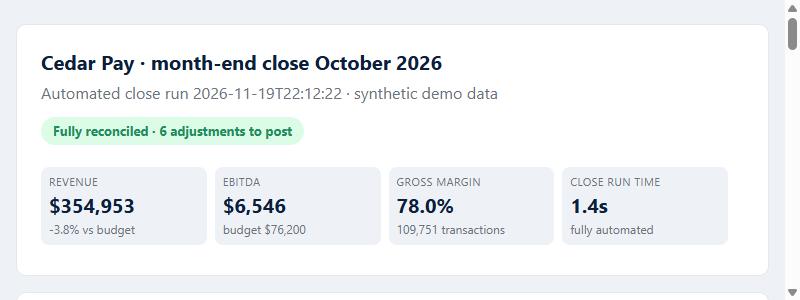 Cedar Pay · month-end close October 2026
Automated close run 2026-11-19T22:12:22 · synthetic demo data
Fully reconciled · 6 adjustments to post
REVENUE
$354,953
-3.8% vs budget
EBITDA
$6,546
budget $76,200
GROSS MARGIN
78.0%
109,751 transactions
CLOSE RUN TIME
1.4s
fully automated